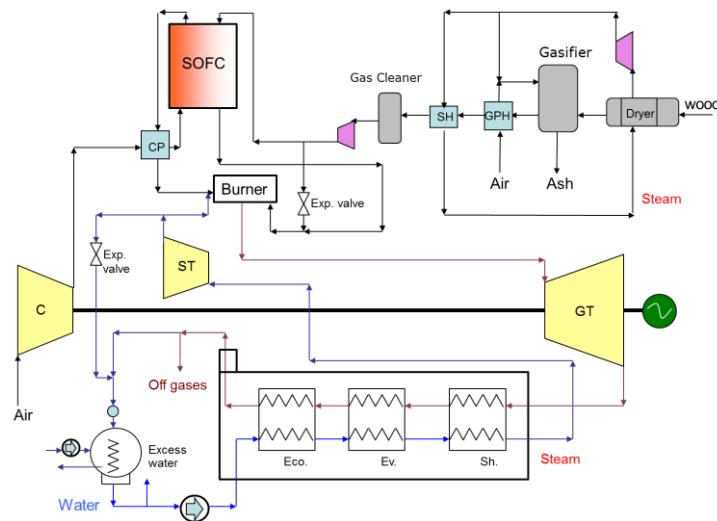 SOFC
Gas Cleaner
Gasifier
SH
GPH
Dryer
wood
CP
Air
Ash
Steam
Burner
Exp. valve
Exp.
valve
ST
C
GT
Air
Off gases
Excess
water
Eco.
Ev.
Sh.
Steam
Water